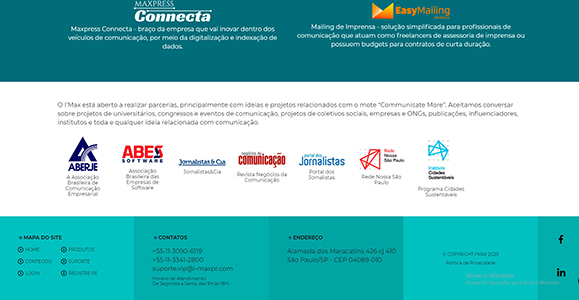 MAXPRESS
Connecta
Maxpress Connecta - braço da empresa que vai inovar dentro dos
veículos de comunicação, por meio da digitalização e indexação de
dados.
EasyMailing
Mailing de Imprensa - solução simplificada para profissionais de
comunicação que atuam como freelancers de assessoria de imprensa ou
possuem budgets para contratos de curta duração.
O I'Max está aberto a realizar parcerias, principalmente com ideias e projetos relacionados com o mote “Communicate More”. Aceitamos conversar
sobre projetos de universitários, congressos e eventos de comunicação, projetos de coletivos sociais, empresas e ONGs, publicações, influenciadores,
institutos e toda e qualquer ideia relacionada com comunicação.
ABERJE
A Associação
Brasileira de
Comunicação
Empresarial
ABES
SOFTWARE
Associação
Brasileira das
Empresas de
Software
Jornalistas & Cia
Jornalistas&Cia
negócios da
comunicação
Revista Negócios da
Comunicação
portal dos
Jornalistas
Portal dos
Jornalistas
Rede
Nossa
São Paulo
Rede Nossa São
Paulo
Instituto
Cidades
Sustentáveis
Programa Cidades
Sustentáveis
MAPA DO SITE
HOME
PRODUTOS
CONTEÚDO
SUPORTE
LOGIN
REGISTRE-SE
CONTATOS
+55-11-3090-6119
+55-11-3341-2800
suporte.vip@i-maxpr.com
Horário de Atendimento:
De Segunda a Sexta, das 9H às 18H.
ENDEREÇO
Alameda dos Maracatins 426 cj 410
São Paulo/SP - CEP 04089-010
© COPYRIGHT I'MAX 2020
Política de Privacidade
Ativar o Windows
f
in